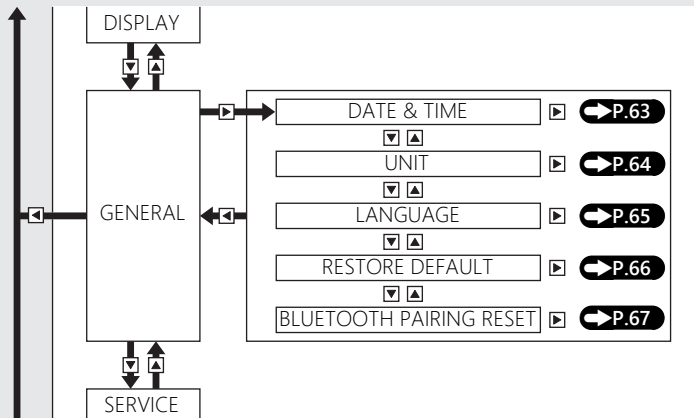 DISPLAY
GENERAL
DATE & TIME P.63
UNIT P.64
LANGUAGE P.65
RESTORE DEFAULT P.66
BLUETOOTH PAIRING RESET P.67
SERVICE